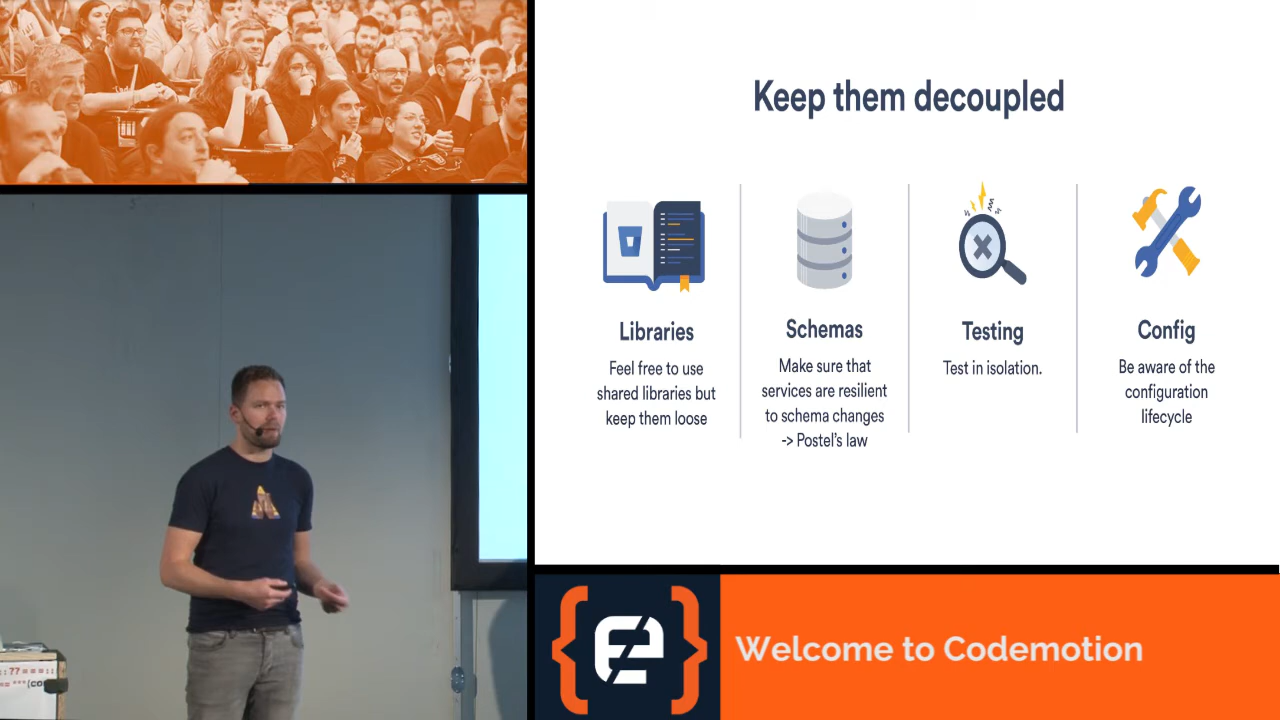 Keep them decoupled
Libraries
Feel free to use
shared libraries but
keep them loose
Schemas
Make sure that
services are resilient
to schema changes
-> Postel's law
Testing
Test in isolation.
Config
Be aware of the
configuration
lifecycle
Welcome to Codemotion